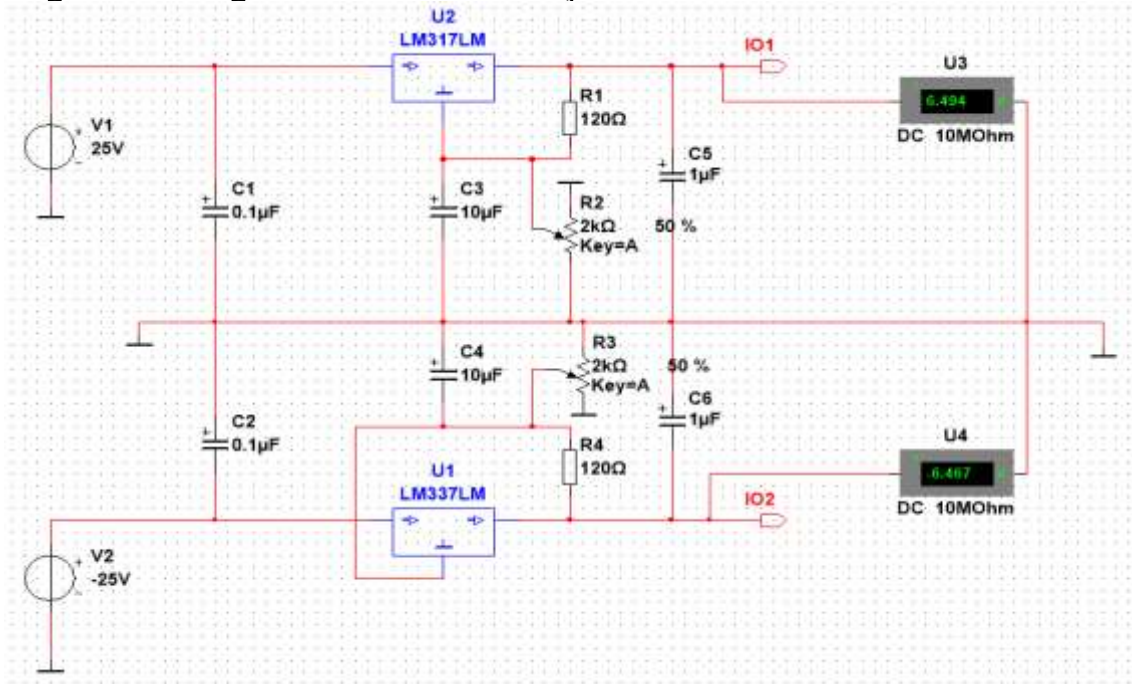 U2
LM317LM
IO1
U3
6.494
DC 10MOhm
V1
25V
R1
120Ω
C1
0.1µF
C3
10µF
C5
1µF
R2
2kΩ
50 %
Key=A
C4
10µF
R3
2kΩ
50 %
Key=A
C6
1µF
C2
0.1µF
R4
120Ω
U4
-6.467
DC 10MOhm
U1
LM337LM
IO2
V2
-25V